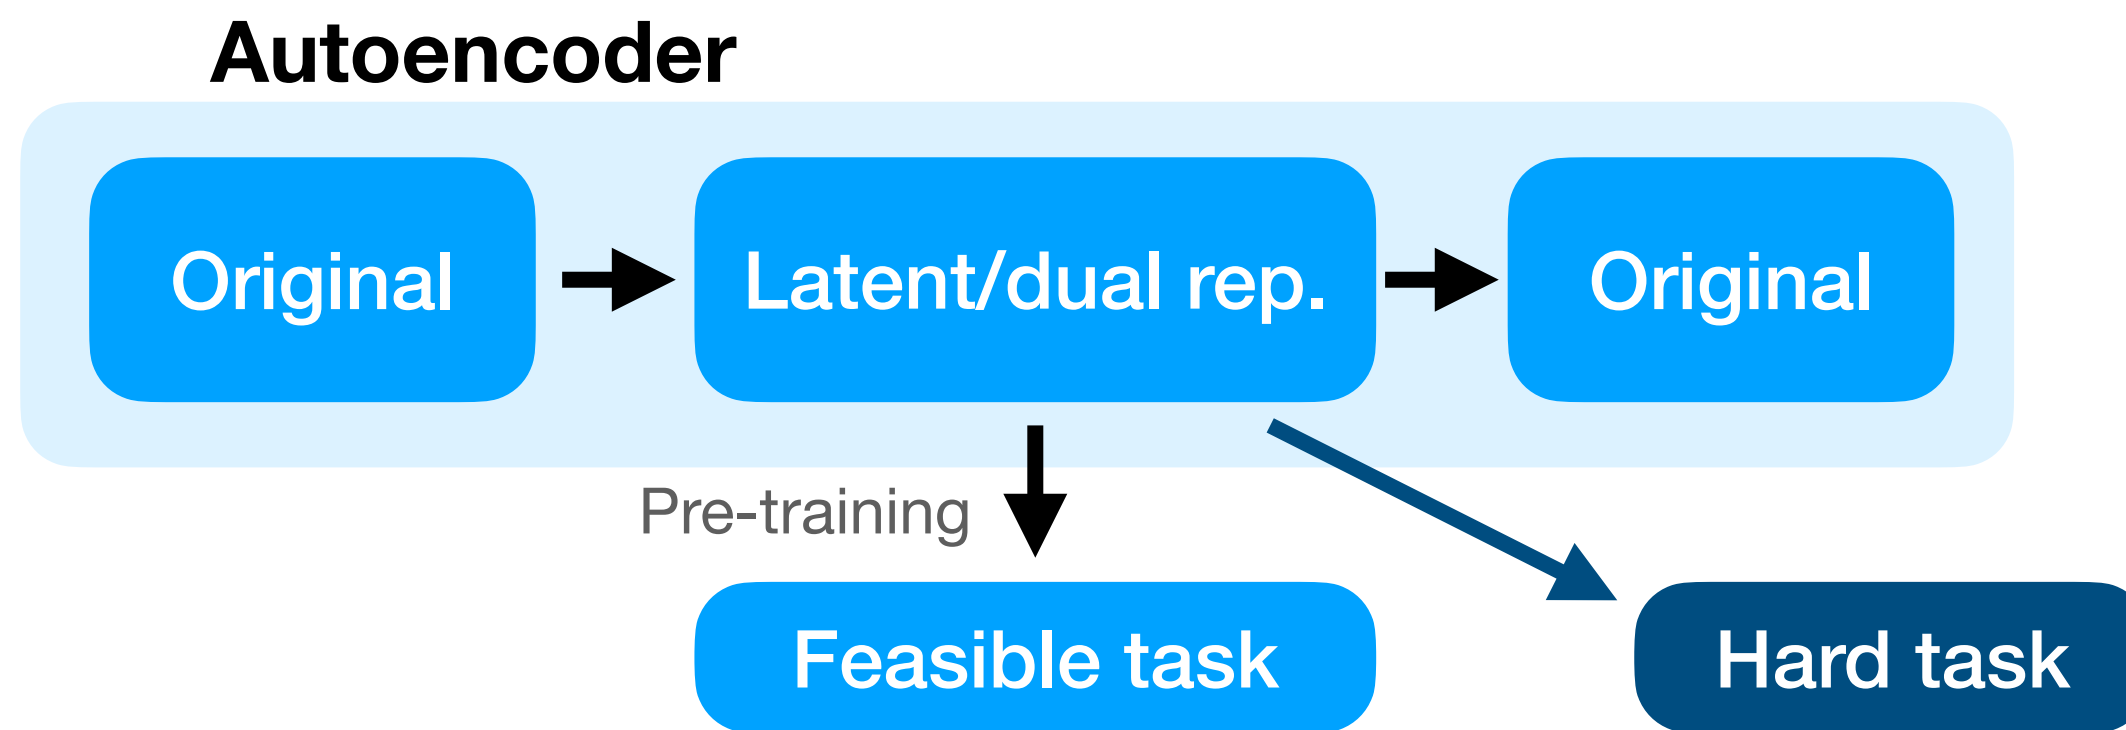 Autoencoder
Original
Latent/dual rep.
Original
Pre-training
Feasible task
Hard task